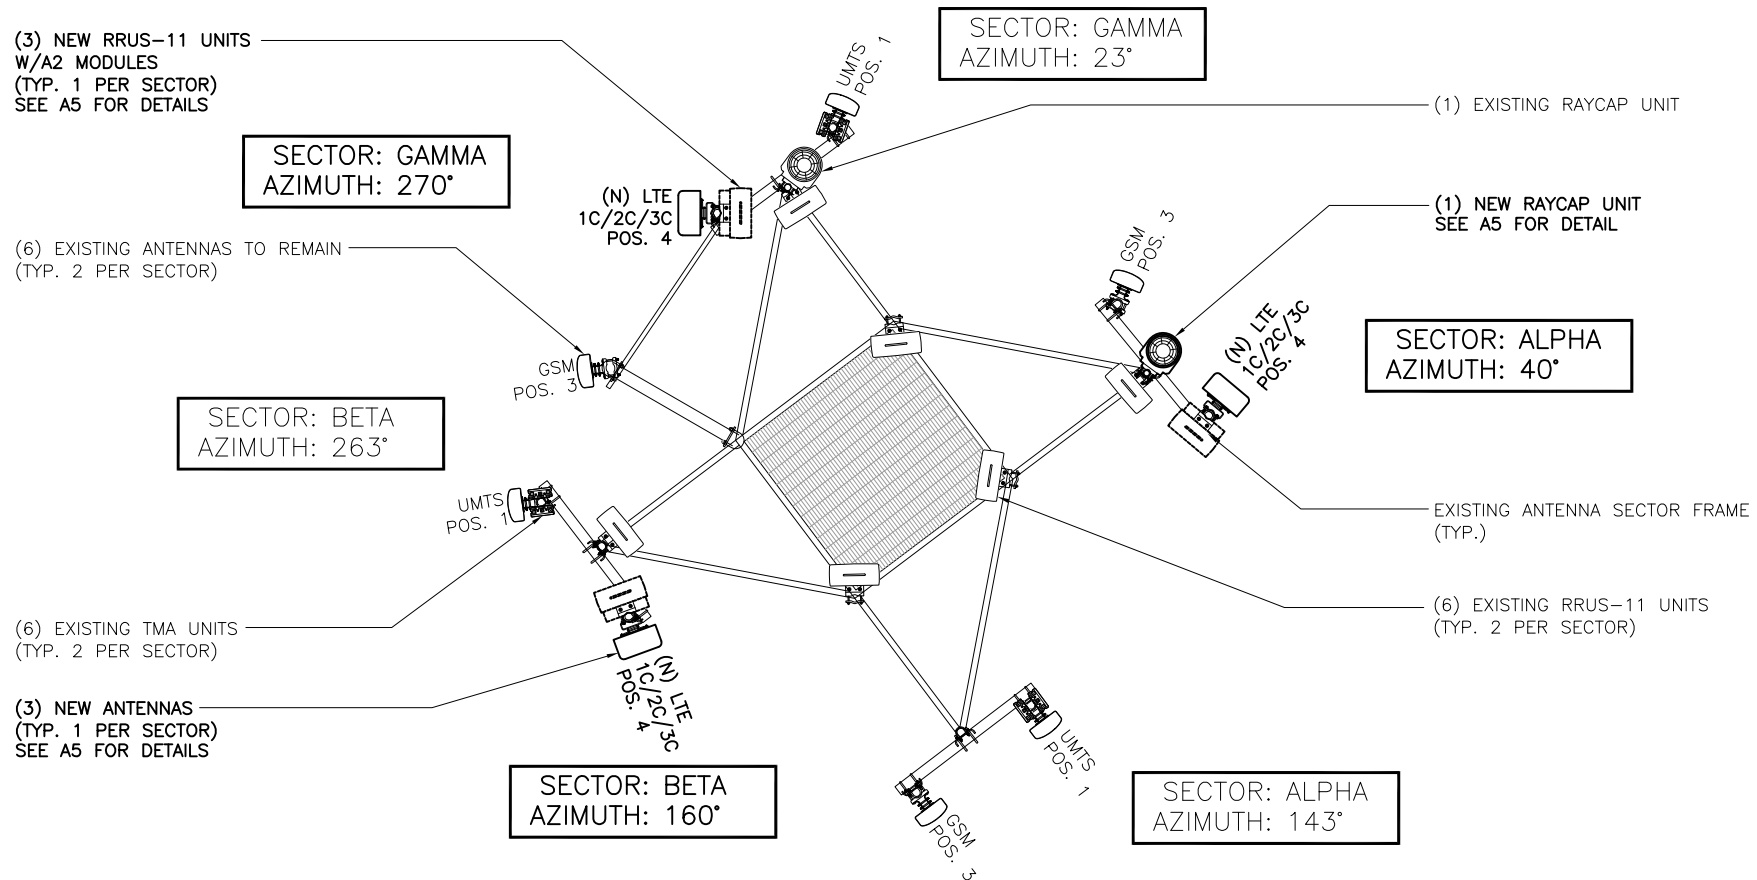 (3) NEW RRUS-11 UNITS
W/A2 MODULES
(TYP. 1 PER SECTOR)
SEE A5 FOR DETAILS
SECTOR: GAMMA
AZIMUTH: 23°
UMTS
POS. 1
(1) EXISTING RAYCAP UNIT
SECTOR: GAMMA
AZIMUTH: 270°
(N) LTE
1C/2C/3C
POS. 4
(1) NEW RAYCAP UNIT
SEE A5 FOR DETAIL
GSM
POS. 3
(6) EXISTING ANTENNAS TO REMAIN
(TYP. 2 PER SECTOR)
(N) LTE
1C/2C/3C
POS. 4
SECTOR: ALPHA
AZIMUTH: 40°
GSM
POS. 3
SECTOR: BETA
AZIMUTH: 263°
UMTS
POS. 1
EXISTING ANTENNA SECTOR FRAME
(TYP.)
(6) EXISTING TMA UNITS
(TYP. 2 PER SECTOR)
(6) EXISTING RRUS-11 UNITS
(TYP. 2 PER SECTOR)
(N) LTE
1C/2C/3C
POS. 4
(3) NEW ANTENNAS
(TYP. 1 PER SECTOR)
SEE A5 FOR DETAILS
UMTS
POS. 1
SECTOR: BETA
AZIMUTH: 160°
GSM
POS. 3
SECTOR: ALPHA
AZIMUTH: 143°